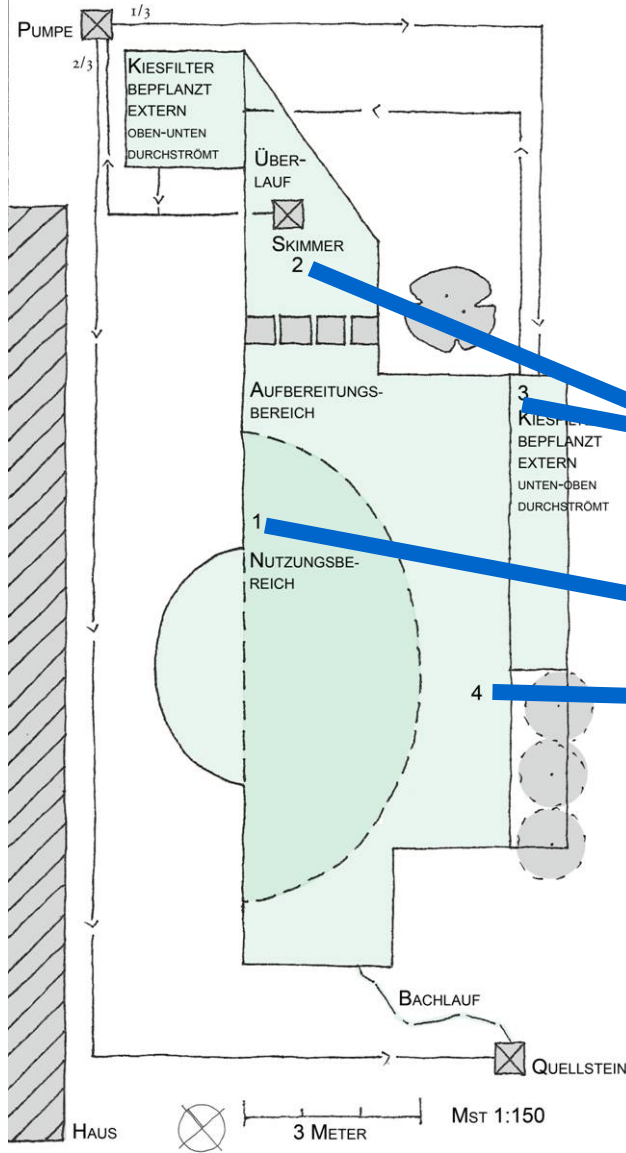 PUMPE
1/3
2/3
KIESFILTER
BEPFLANZT
EXTERN
OBEN-UNTEN
DURCHSTRÖMT
ÜBER-
LAUF
SKIMMER
2
AUFBEREITUNGS-
BEREICH
3
KIESFILTER
BEPFLANZT
EXTERN
UNTEN-OBEN
DURCHSTRÖMT
1
NUTZUNGSBE-
REICH
4
BACHLAUF
QUELLSTEIN
HAUS
3 METER
MST 1:150